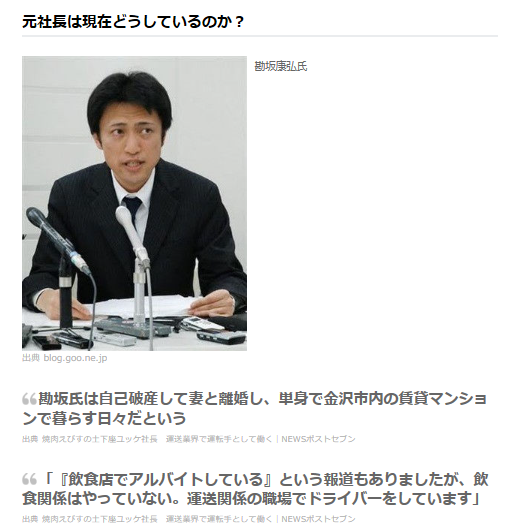 元社長は現在どうしているのか？
勘坂康弘氏
出典 blog.goo.ne.jp
勘坂氏は自己破産して妻と離婚し、単身で金沢市内の賃貸マンショ
ンで暮らす日々だという
出典 焼肉えびすの土下座ユッケ社長　運送業界で運転手として働く｜NEWSポストセブン
「『飲食店でアルバイトしている』という報道もありましたが、飲
食関係はやっていない。運送関係の職場でドライバーをしています」
出典 焼肉えびすの土下座ユッケ社長　運送業界で運転手として働く｜NEWSポストセブン